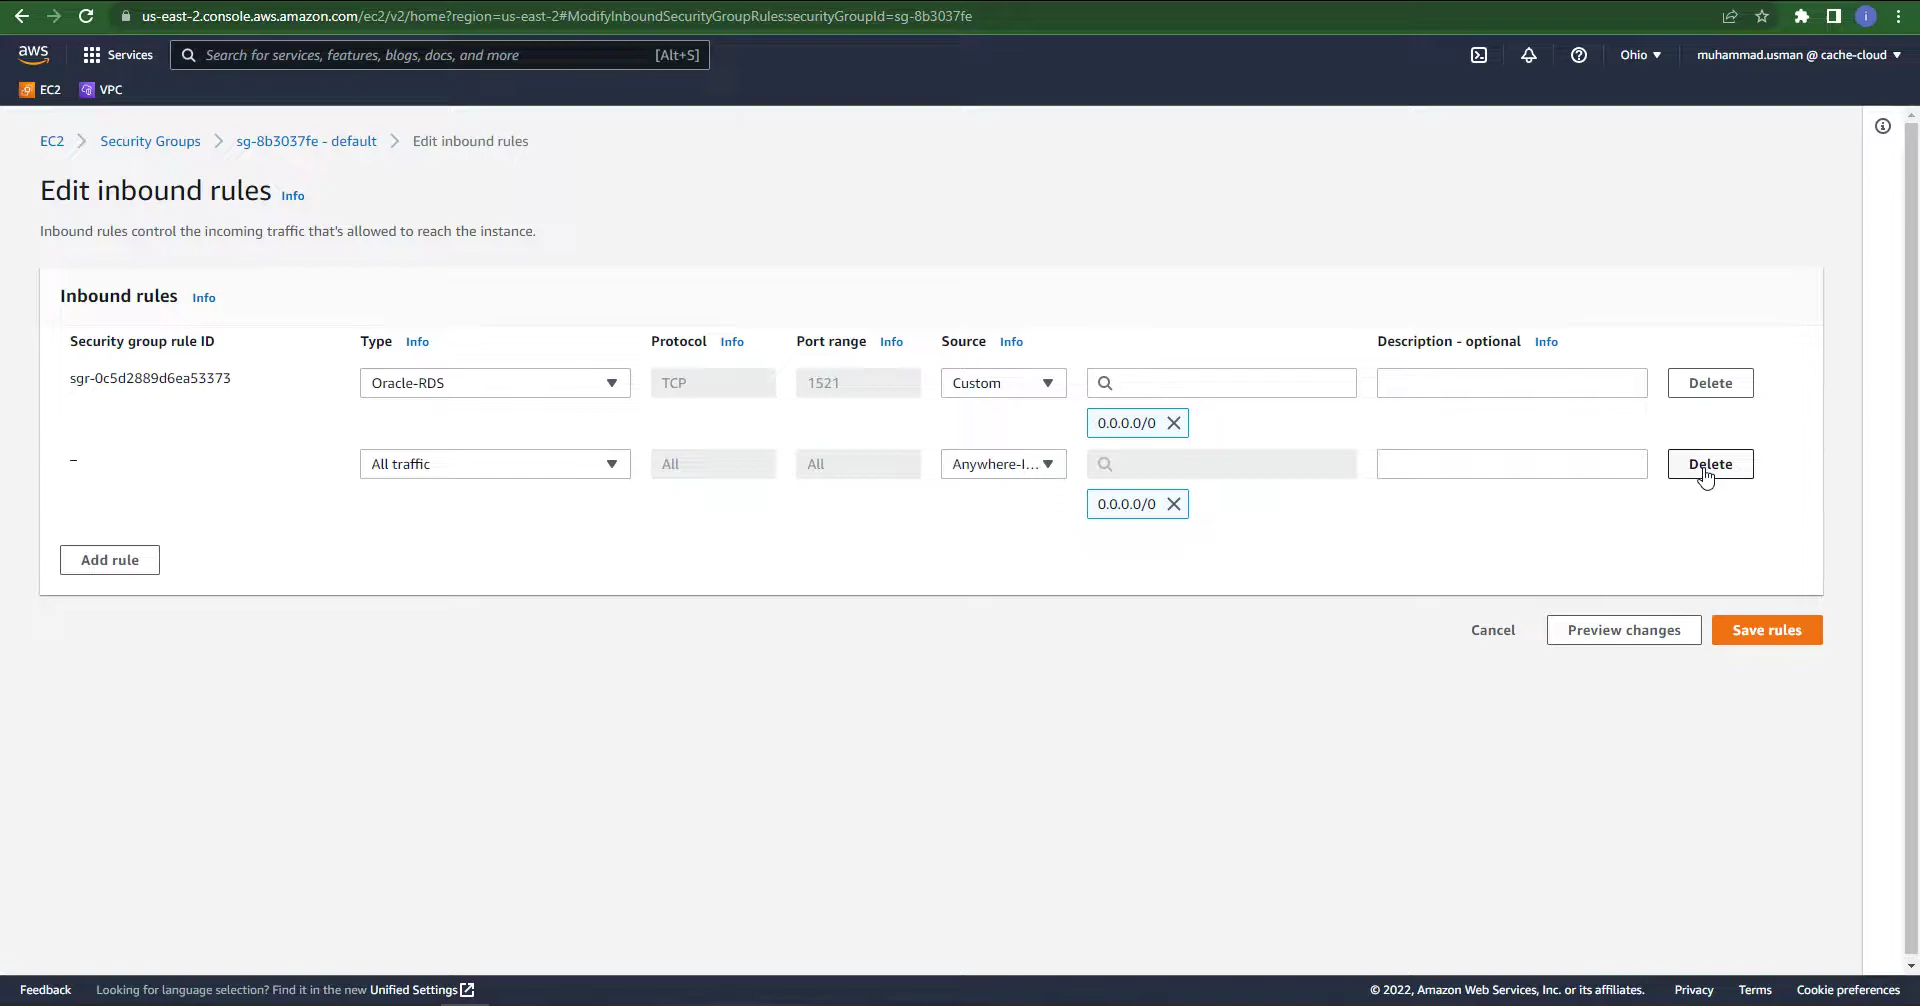 us-east-2.console.aws.amazon.com/ec2/v2/home?region=us-east-2#ModifyInboundSecurityGroupRules:securityGroupId=sg-8b3037fe
i
aws
Services
Search for services, features, blogs, docs, and more
[Alt+S]
Ohio
muhammad.usman @ cache-cloud
EC2
VPC
EC2
Security Groups
sg-8b3037fe - default
Edit inbound rules
Edit inbound rules Info
Inbound rules control the incoming traffic that's allowed to reach the instance.
Inbound rules Info
Security group rule ID
Type Info
Protocol Info
Port range Info
Source Info
Description - optional Info
sgr-0c5d2889d6ea53373
Oracle-RDS
TCP
1521
Custom
Delete
0.0.0.0/0
–
All traffic
All
All
Anywhere-I...
Delete
0.0.0.0/0
Add rule
Cancel
Preview changes
Save rules
Feedback
Looking for language selection? Find it in the new Unified Settings
© 2022, Amazon Web Services, Inc. or its affiliates.
Privacy
Terms
Cookie preferences